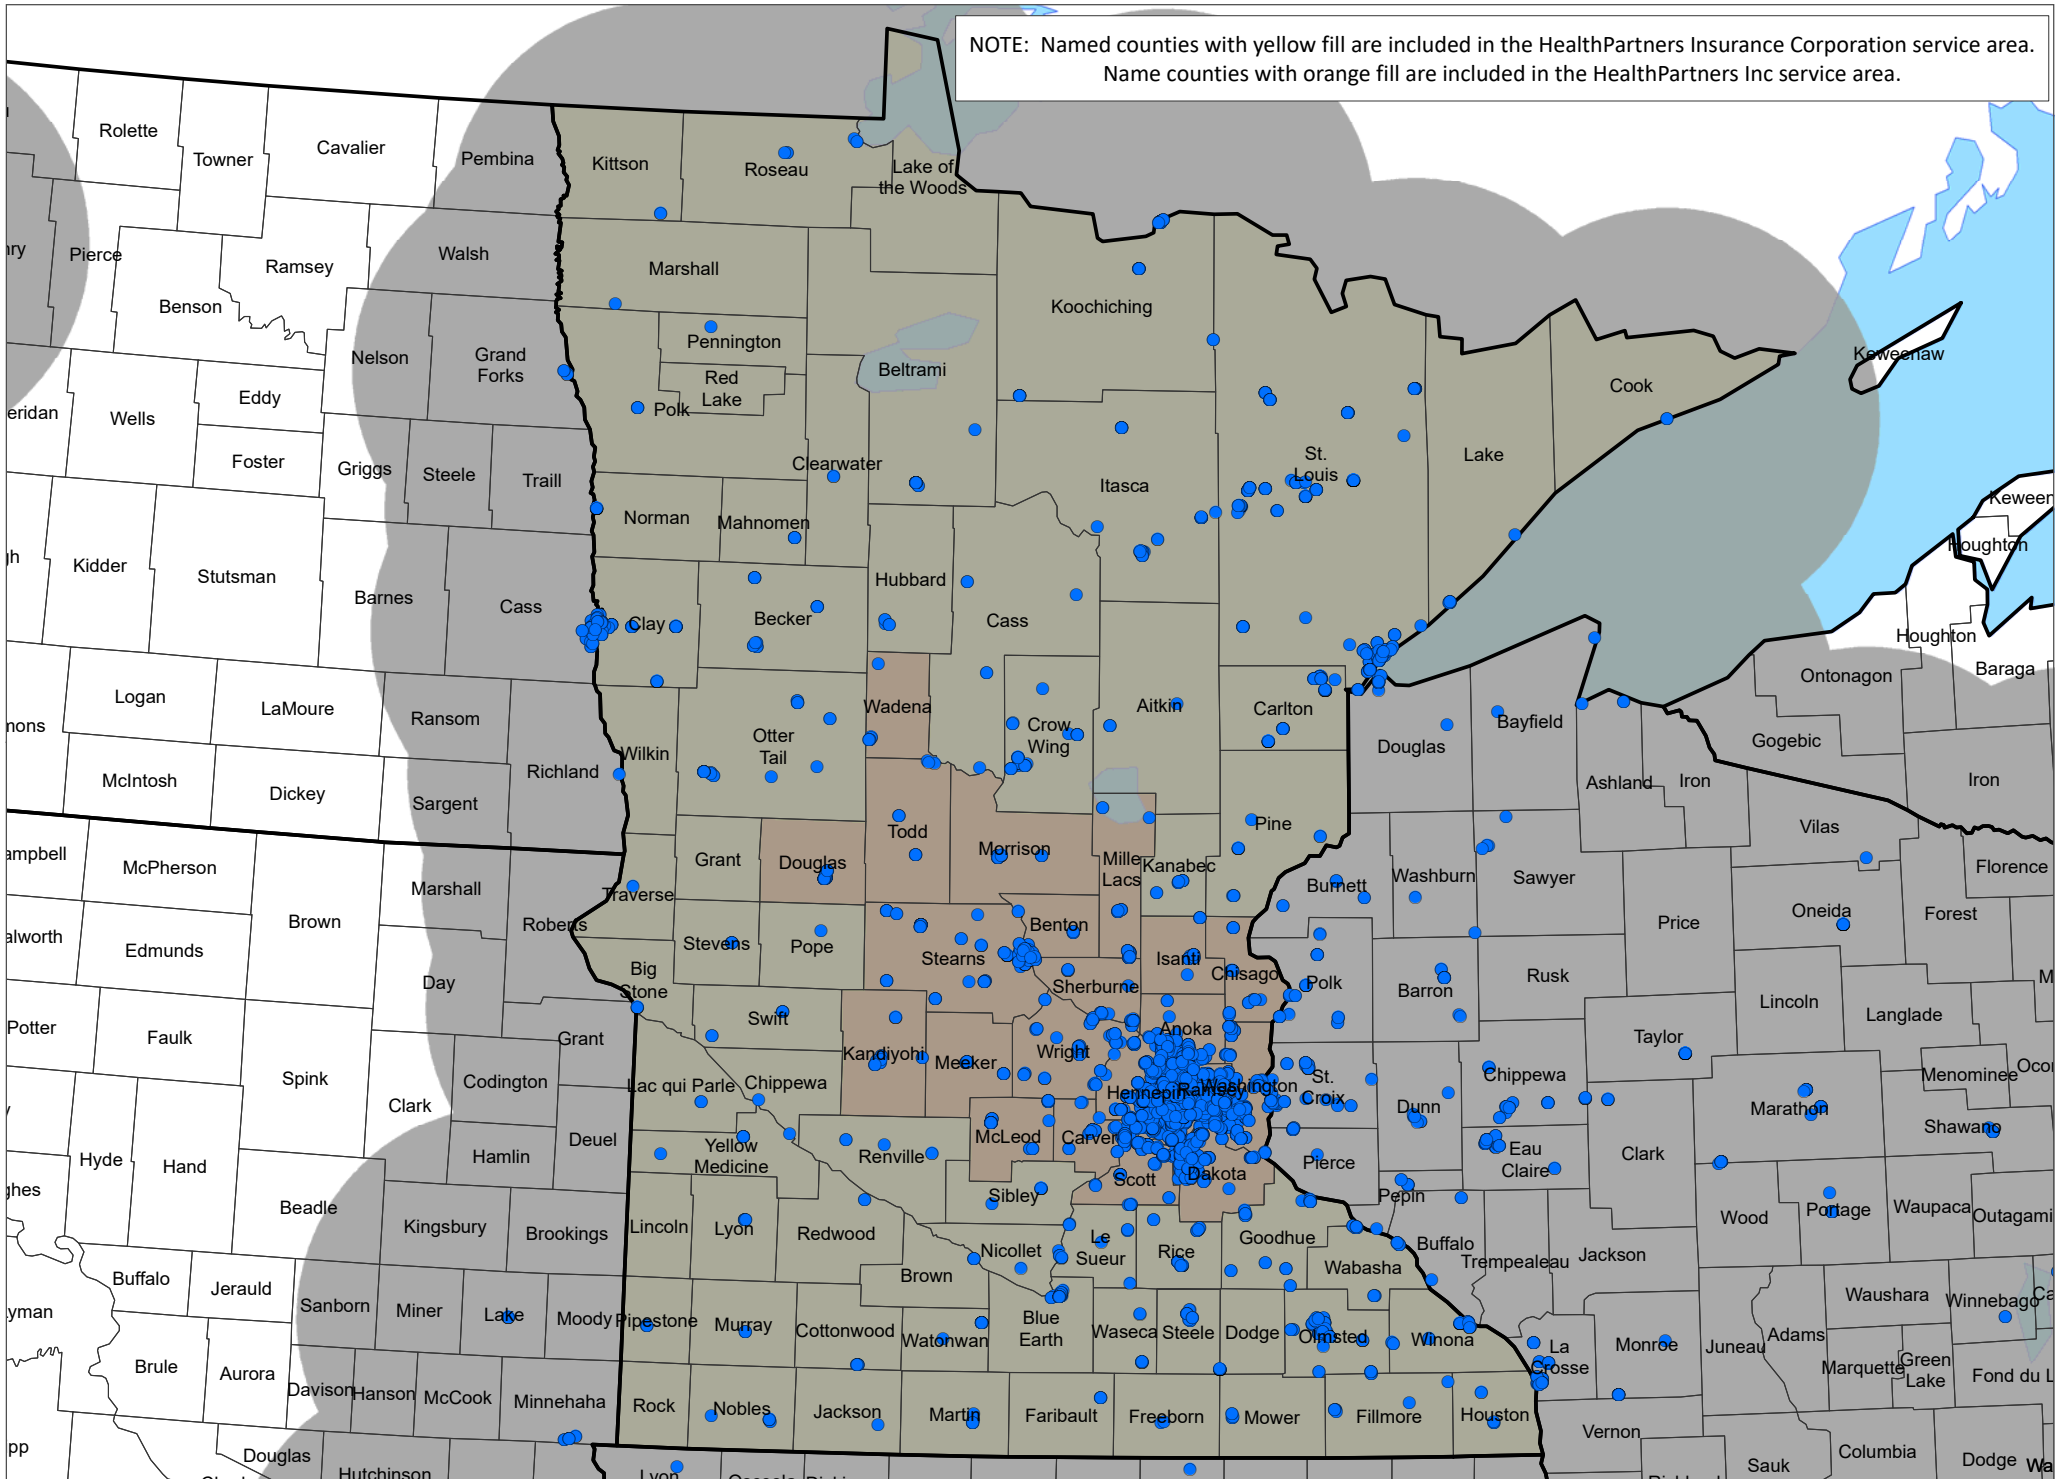 NOTE: Named counties with yellow fill are included in the HealthPartners Insurance Corporation service area.
Name counties with orange fill are included in the HealthPartners Inc service area.
Rolette
Towner
Cavalier
Pembina
Kittson
Roseau
Lake of
the Woods
Pierce
Ramsey
Walsh
Marshall
Benson
Koochiching
Nelson
Grand
Forks
Pennington
Red
Lake
Beltrami
Keweenaw
Cook
Wells
Eddy
Polk
Foster
Griggs
Steele
Traill
Clearwater
St.
Louis
Lake
Itasca
Norman
Mahnomen
Kidder
Stutsman
Barnes
Cass
Clay
Becker
Hubbard
Cass
Houghton
Houghton
Baraga
Ontonagon
Logan
LaMoure
Ransom
Wadena
Aitkin
Carlton
Crow
Wing
Otter
Tail
Wilkin
Douglas
Bayfield
Gogebic
McIntosh
Dickey
Sargent
Richland
Ashland
Iron
Iron
McPherson
Brown
Marshall
Grant
Douglas
Todd
Morrison
Mille
Lacs
Kanabec
Pine
Vilas
Florence
Traverse
Burnett
Washburn
Sawyer
Edmunds
Roberts
Stevens
Pope
Stearns
Benton
Isanti
Chisago
Price
Oneida
Forest
Day
Big
Stone
Sherburne
Polk
Barron
Rusk
Lincoln
Langlade
Potter
Faulk
Grant
Swift
Kandiyohi
Meeker
Wright
Anoka
Taylor
Spink
Codington
Clark
Lac qui Parle
Chippewa
Hennepin
Ramsey
Washington
St.
Croix
Dunn
Chippewa
Menominee
Marathon
Shawano
Hyde
Hand
Hamlin
Deuel
Yellow
Medicine
Renville
McLeod
Carver
Scott
Dakota
Pierce
Eau
Claire
Clark
Beadle
Kingsbury
Brookings
Lincoln
Lyon
Redwood
Sibley
Nicollet
Le
Sueur
Rice
Goodhue
Wabasha
Pepin
Buffalo
Trempealeau
Jackson
Wood
Portage
Waupaca
Buffalo
Jerauld
Sanborn
Miner
Lake
Moody
Pipestone
Murray
Cottonwood
Brown
Watonwan
Blue
Earth
Waseca
Steele
Dodge
Olmsted
Winona
La
Crosse
Monroe
Juneau
Adams
Waushara
Winnebago
Marquette
Green
Lake
Brule
Aurora
Davison
Hanson
McCook
Minnehaha
Rock
Nobles
Jackson
Martin
Faribault
Freeborn
Mower
Fillmore
Houston
Vernon
Sauk
Columbia
Dodge
Douglas
Hutchinson
Lyon